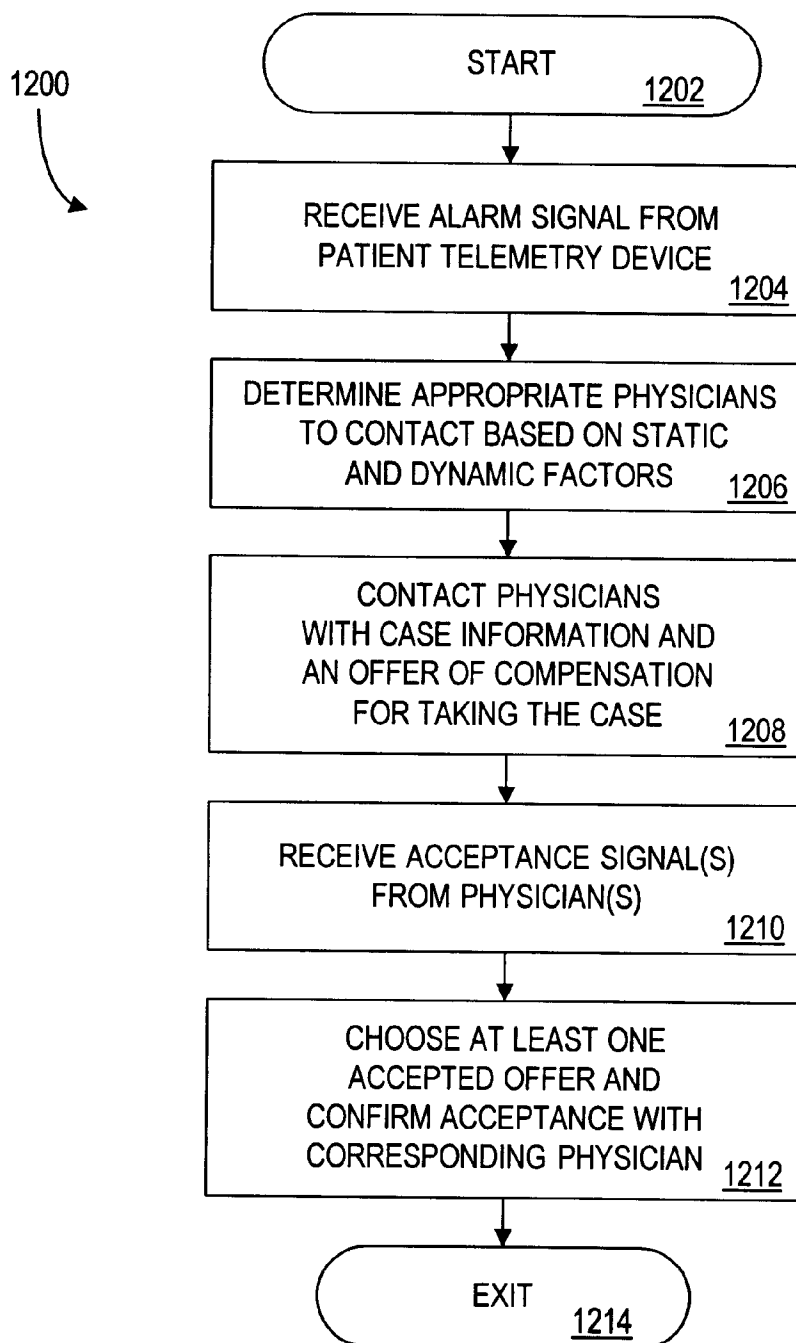 1200
START
1202
RECEIVE ALARM SIGNAL FROM
PATIENT TELEMETRY DEVICE
1204
DETERMINE APPROPRIATE PHYSICIANS
TO CONTACT BASED ON STATIC
AND DYNAMIC FACTORS
1206
CONTACT PHYSICIANS
WITH CASE INFORMATION AND
AN OFFER OF COMPENSATION
FOR TAKING THE CASE
1208
RECEIVE ACCEPTANCE SIGNAL(S)
FROM PHYSICIAN(S)
1210
CHOOSE AT LEAST ONE
ACCEPTED OFFER AND
CONFIRM ACCEPTANCE WITH
CORRESPONDING PHYSICIAN
1212
EXIT
1214